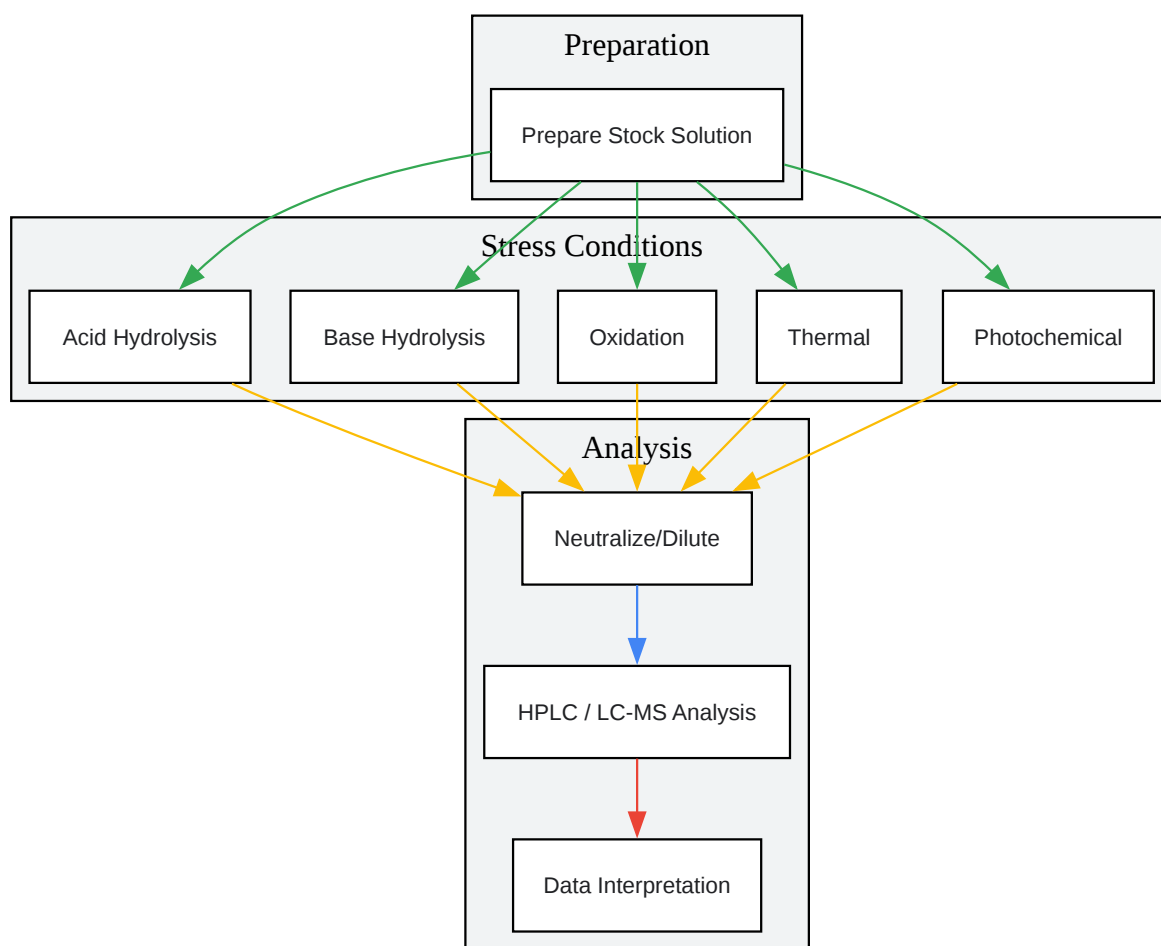 Preparation
Prepare Stock Solution
Stress Conditions
Acid Hydrolysis
Base Hydrolysis
Oxidation
Thermal
Photochemical
Analysis
Neutralize/Dilute
HPLC / LC-MS Analysis
Data Interpretation